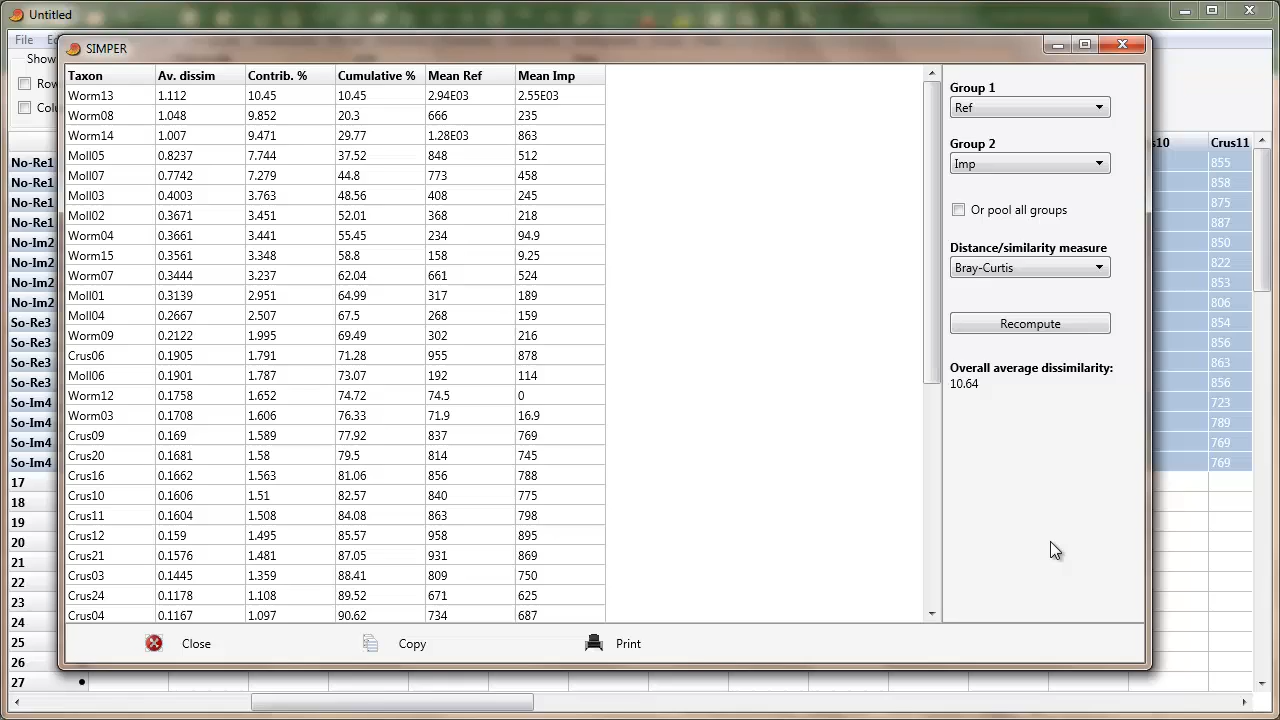 Untitled
File
SIMPER
Show
Taxon Av. dissim Contrib. % Cumulative % Mean Ref Mean Imp
Worm13 1.112 10.45 10.45 2.94E03 2.55E03
Worm08 1.048 9.852 20.3 666 235
Worm14 1.007 9.471 29.77 1.28E03 863
Moll05 0.8237 7.744 37.52 848 512
Moll07 0.7742 7.279 44.8 773 458
Moll03 0.4003 3.763 48.56 408 245
Moll02 0.3671 3.451 52.01 368 218
Worm04 0.3661 3.441 55.45 234 94.9
Worm15 0.3561 3.348 58.8 158 9.25
Worm07 0.3444 3.237 62.04 661 524
Moll01 0.3139 2.951 64.99 317 189
Moll04 0.2667 2.507 67.5 268 159
Worm09 0.2122 1.995 69.49 302 216
Crus06 0.1905 1.791 71.28 955 878
Moll06 0.1901 1.787 73.07 192 114
Worm12 0.1758 1.652 74.72 74.5 0
Worm03 0.1708 1.606 76.33 71.9 16.9
Crus09 0.169 1.589 77.92 837 769
Crus20 0.1681 1.58 79.5 814 745
Crus16 0.1662 1.563 81.06 856 788
Crus10 0.1606 1.51 82.57 840 775
Crus11 0.1604 1.508 84.08 863 798
Crus12 0.159 1.495 85.57 958 895
Crus21 0.1576 1.481 87.05 931 869
Crus03 0.1445 1.359 88.41 809 750
Crus24 0.1178 1.108 89.52 671 625
Crus04 0.1167 1.097 90.62 734 687
Group 1
Ref
Group 2
Imp
Or pool all groups
Distance/similarity measure
Bray-Curtis
Recompute
Overall average dissimilarity:
10.64
Close Copy Print
No-Re1
No-Re1
No-Re1
No-Re1
No-Im2
No-Im2
No-Im2
No-Im2
So-Re3
So-Re3
So-Re3
So-Re3
So-Im4
So-Im4
So-Im4
So-Im4
17
18
19
20
21
22
23
24
25
26
27
s10 Crus11
855
858
875
887
850
822
853
806
854
856
863
856
723
789
769
769